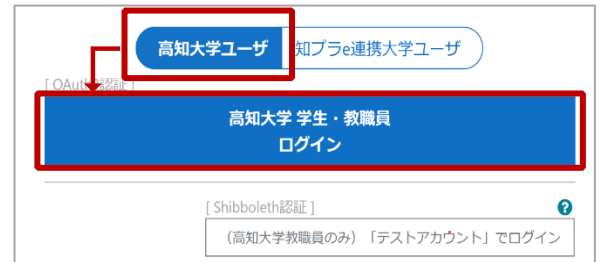 高知大学ユーザ 知プラe連携大学ユーザ
[ OAuth2認証 ]
高知大学 学生・教職員
ログイン
[ Shibboleth認証 ] ?
（高知大学教職員のみ）「テストアカウント」でログイン